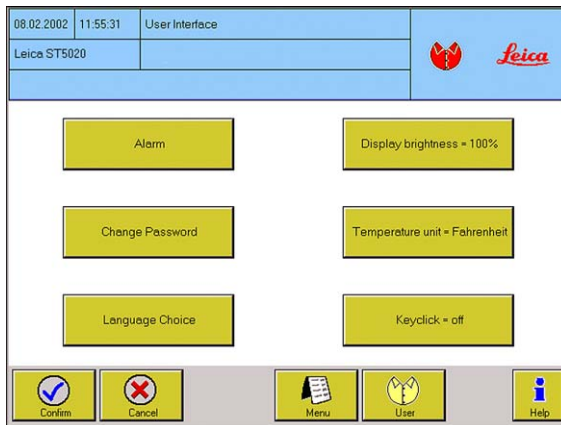 08.02.2002 11:55:31 User Interface
Leica ST5020
Leica
Alarm
Display brightness = 100%
Change Password
Temperature unit = Fahrenheit
Language Choice
Keyclick = off
Confirm
Cancel
Menu
User
Help